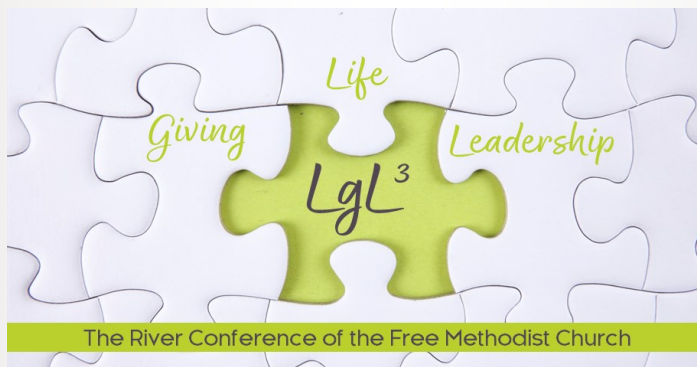 Life
Giving
Leadership
LgL³
The River Conference of the Free Methodist Church